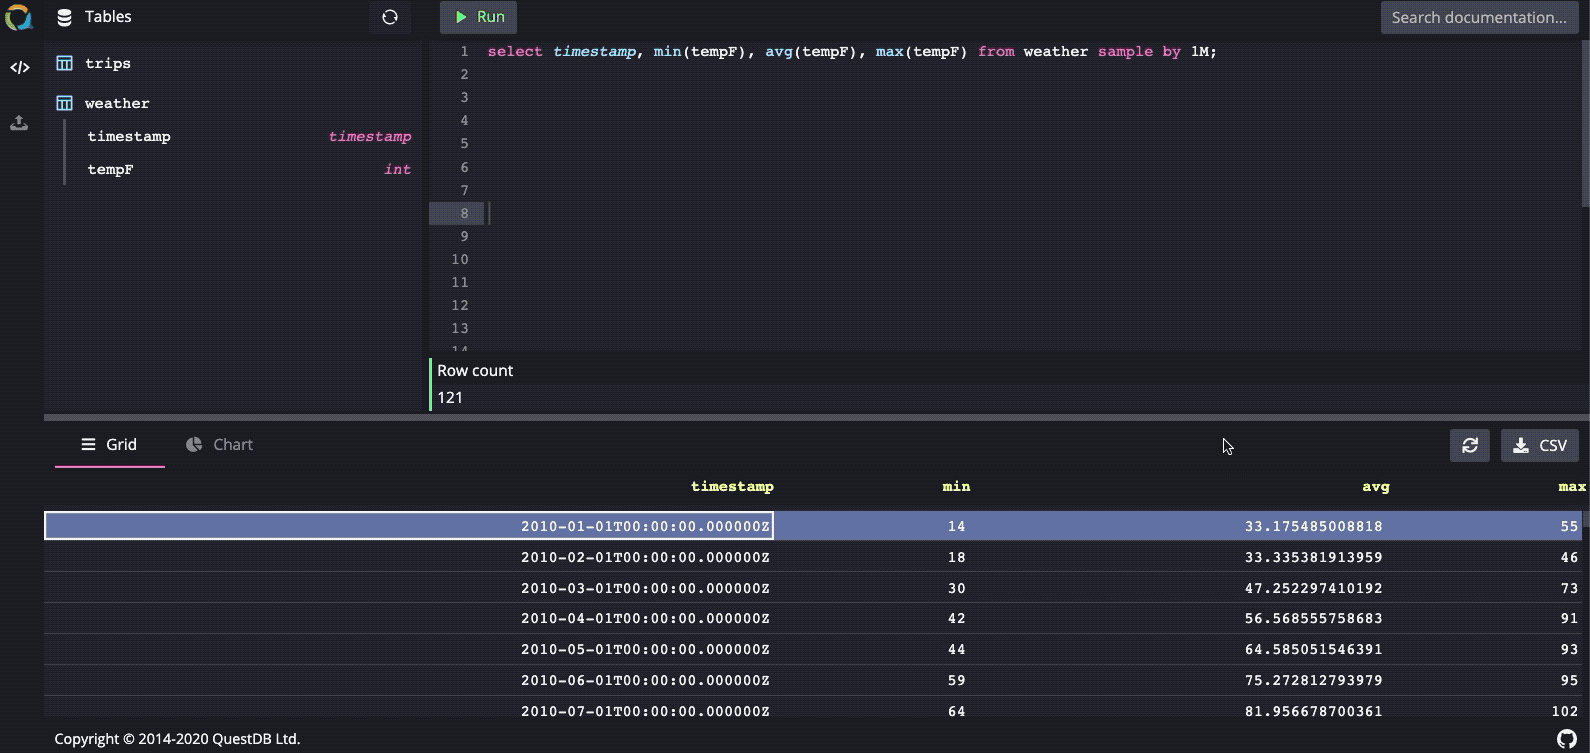 Tables
Run
Search documentation...
trips
weather
timestamp timestamp
tempF int
1 select timestamp, min(tempF), avg(tempF), max(tempF) from weather sample by 1M;
2
3
4
5
6
7
8
9
10
11
12
13
14
Row count
121
Grid
Chart
CSV
timestamp min avg max
2010-01-01T00:00:00.000000Z 14 33.175485008818 55
2010-02-01T00:00:00.000000Z 18 33.335381913959 46
2010-03-01T00:00:00.000000Z 30 47.252297410192 73
2010-04-01T00:00:00.000000Z 42 56.568555758683 91
2010-05-01T00:00:00.000000Z 44 64.585051546391 93
2010-06-01T00:00:00.000000Z 59 75.272812793979 95
2010-07-01T00:00:00.000000Z 64 81.956678700361 102
Copyright © 2014-2020 QuestDB Ltd.